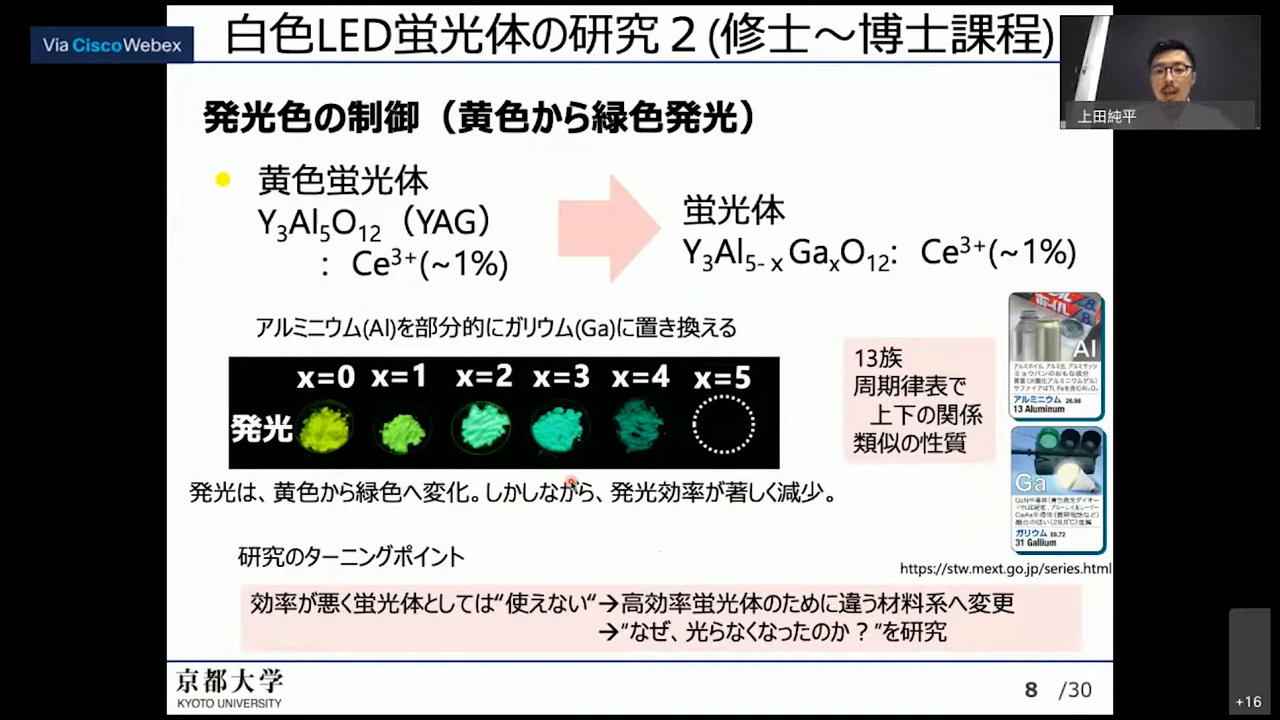 Via Cisco Webex
白色LED蛍光体の研究２(修士～博士課程)
上田純平
発光色の制御（黄色から緑色発光）
黄色蛍光体
Y3Al5O12（YAG）
： Ce3+(~1%)
蛍光体
Y3Al5-xGaxO12: Ce3+(~1%)
アルミニウム(Al)を部分的にガリウム(Ga)に置き換える
x=0 x=1 x=2 x=3 x=4 x=5
発光
13族
周期律表で
上下の関係
類似の性質
Al
アルミニウム 26.98
13 Aluminum
Ga
ガリウム 69.72
31 Gallium
発光は、黄色から緑色へ変化。しかしながら、発光効率が著しく減少。
https://stw.mext.go.jp/series.html
研究のターニングポイント
効率が悪く蛍光体としては“使えない“→高効率蛍光体のために違う材料系へ変更
→“なぜ、光らなくなったのか？”を研究
京都大学
KYOTO UNIVERSITY
8 /30
+16